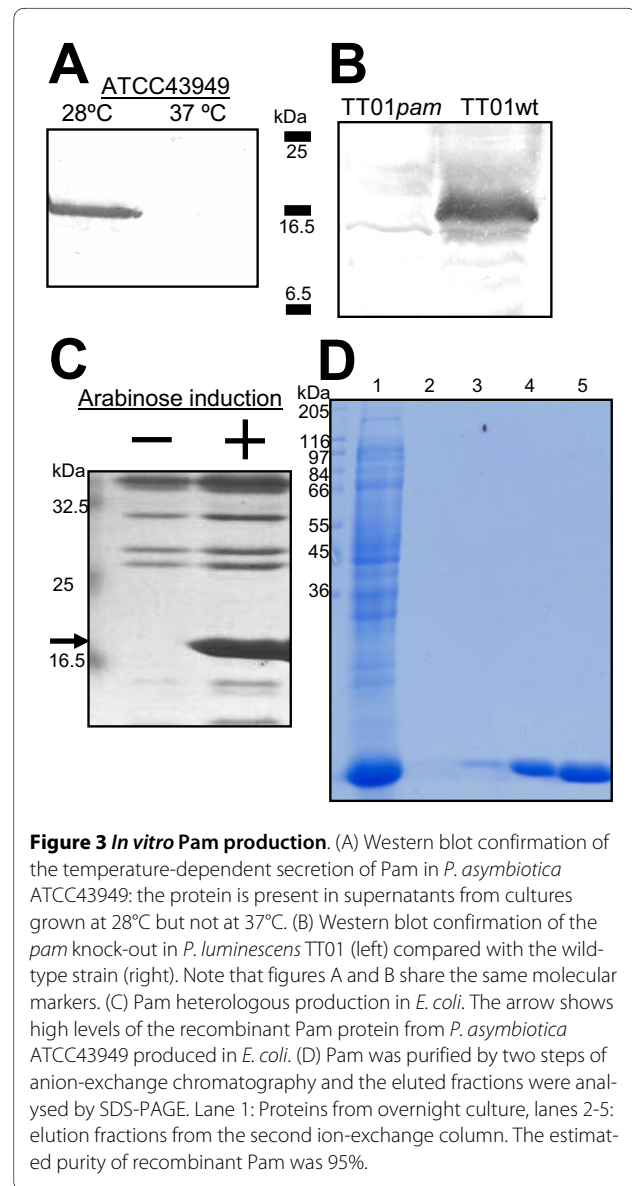 A
B
ATCC43949
28ºC 37 ºC
kDa
TT01pam TT01wt
25
16.5
6.5
C
D
Arabinose induction
— +
kDa
32.5
25
16.5
kDa
1 2 3 4 5
205
116
97
84
66
55
45
36
Figure 3 In vitro Pam production. (A) Western blot confirmation of
the temperature-dependent secretion of Pam in P. asymbiotica
ATCC43949: the protein is present in supernatants from cultures
grown at 28°C but not at 37°C. (B) Western blot confirmation of the
pam knock-out in P. luminescens TT01 (left) compared with the wild-
type strain (right). Note that figures A and B share the same molecular
markers. (C) Pam heterologous production in E. coli. The arrow shows
high levels of the recombinant Pam protein from P. asymbiotica
ATCC43949 produced in E. coli. (D) Pam was purified by two steps of
anion-exchange chromatography and the eluted fractions were anal-
ysed by SDS-PAGE. Lane 1: Proteins from overnight culture, lanes 2-5:
elution fractions from the second ion-exchange column. The estimat-
ed purity of recombinant Pam was 95%.